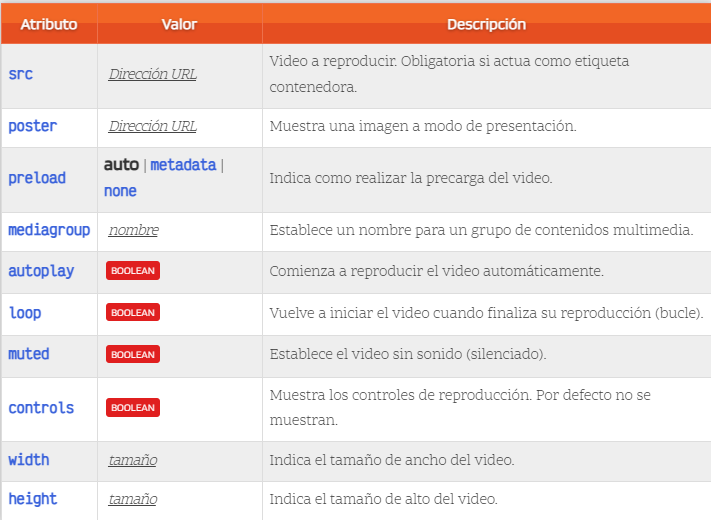 Atributo Valor Descripción
src Dirección URL Video a reproducir. Obligatoria si actua como etiqueta
contenedora.
poster Dirección URL Muestra una imagen a modo de presentación.
preload auto | metadata |
none Indica como realizar la precarga del video.
mediagroup nombre Establece un nombre para un grupo de contenidos multimedia.
autoplay BOOLEAN Comienza a reproducir el video automáticamente.
loop BOOLEAN Vuelve a iniciar el video cuando finaliza su reproducción (bucle).
muted BOOLEAN Establece el video sin sonido (silenciado).
controls BOOLEAN Muestra los controles de reproducción. Por defecto no se
muestran.
width tamaño Indica el tamaño de ancho del video.
height tamaño Indica el tamaño de alto del video.